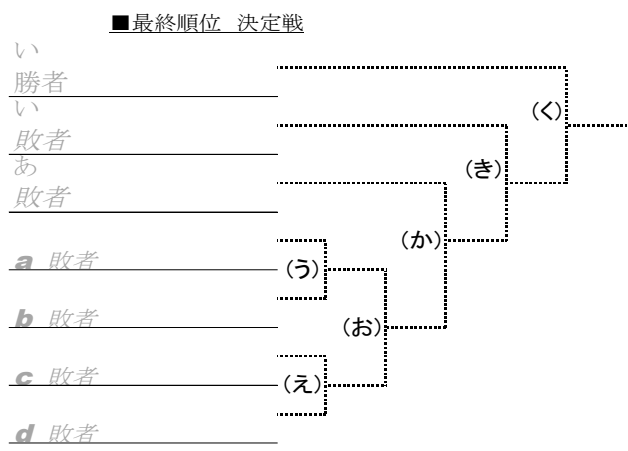 ■最終順位 決定戦
い
勝者
い
敗者
あ
敗者
a 敗者
b 敗者
c 敗者
d 敗者
(く)
(き)
(か)
(う)
(お)
(え)